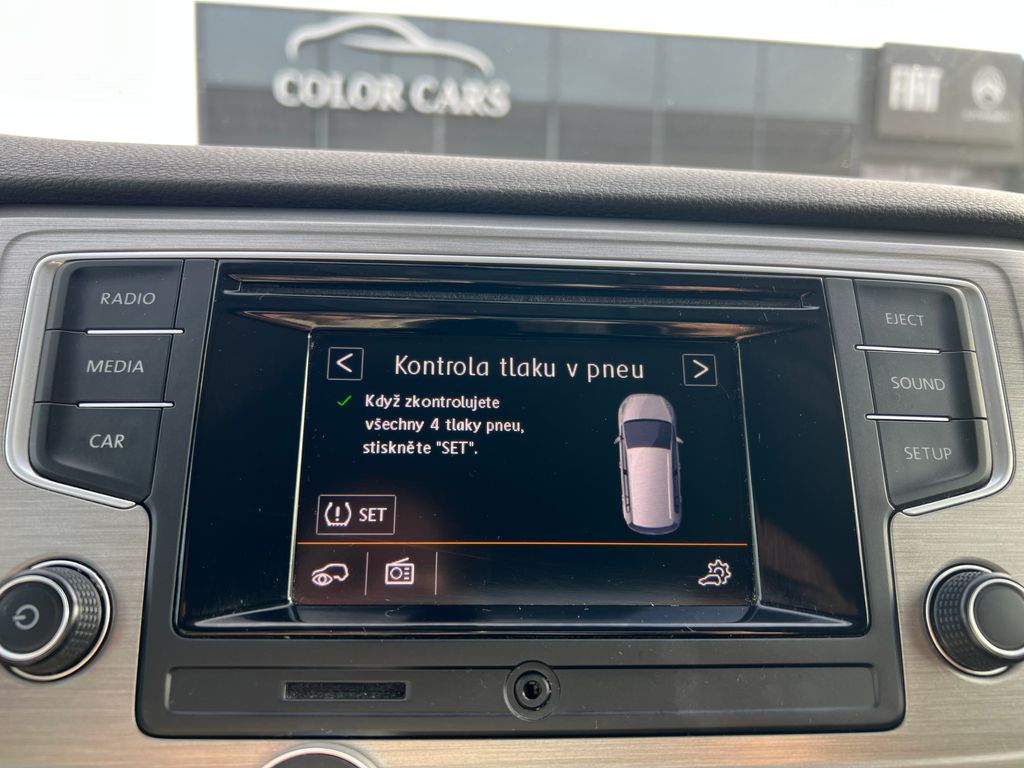 COLOR CARS
FIAT
RADIO
MEDIA
CAR
EJECT
SOUND
SETUP
< Kontrola tlaku v pneu >
Když zkontrolujete
všechny 4 tlaky pneu,
stiskněte "SET".
SET